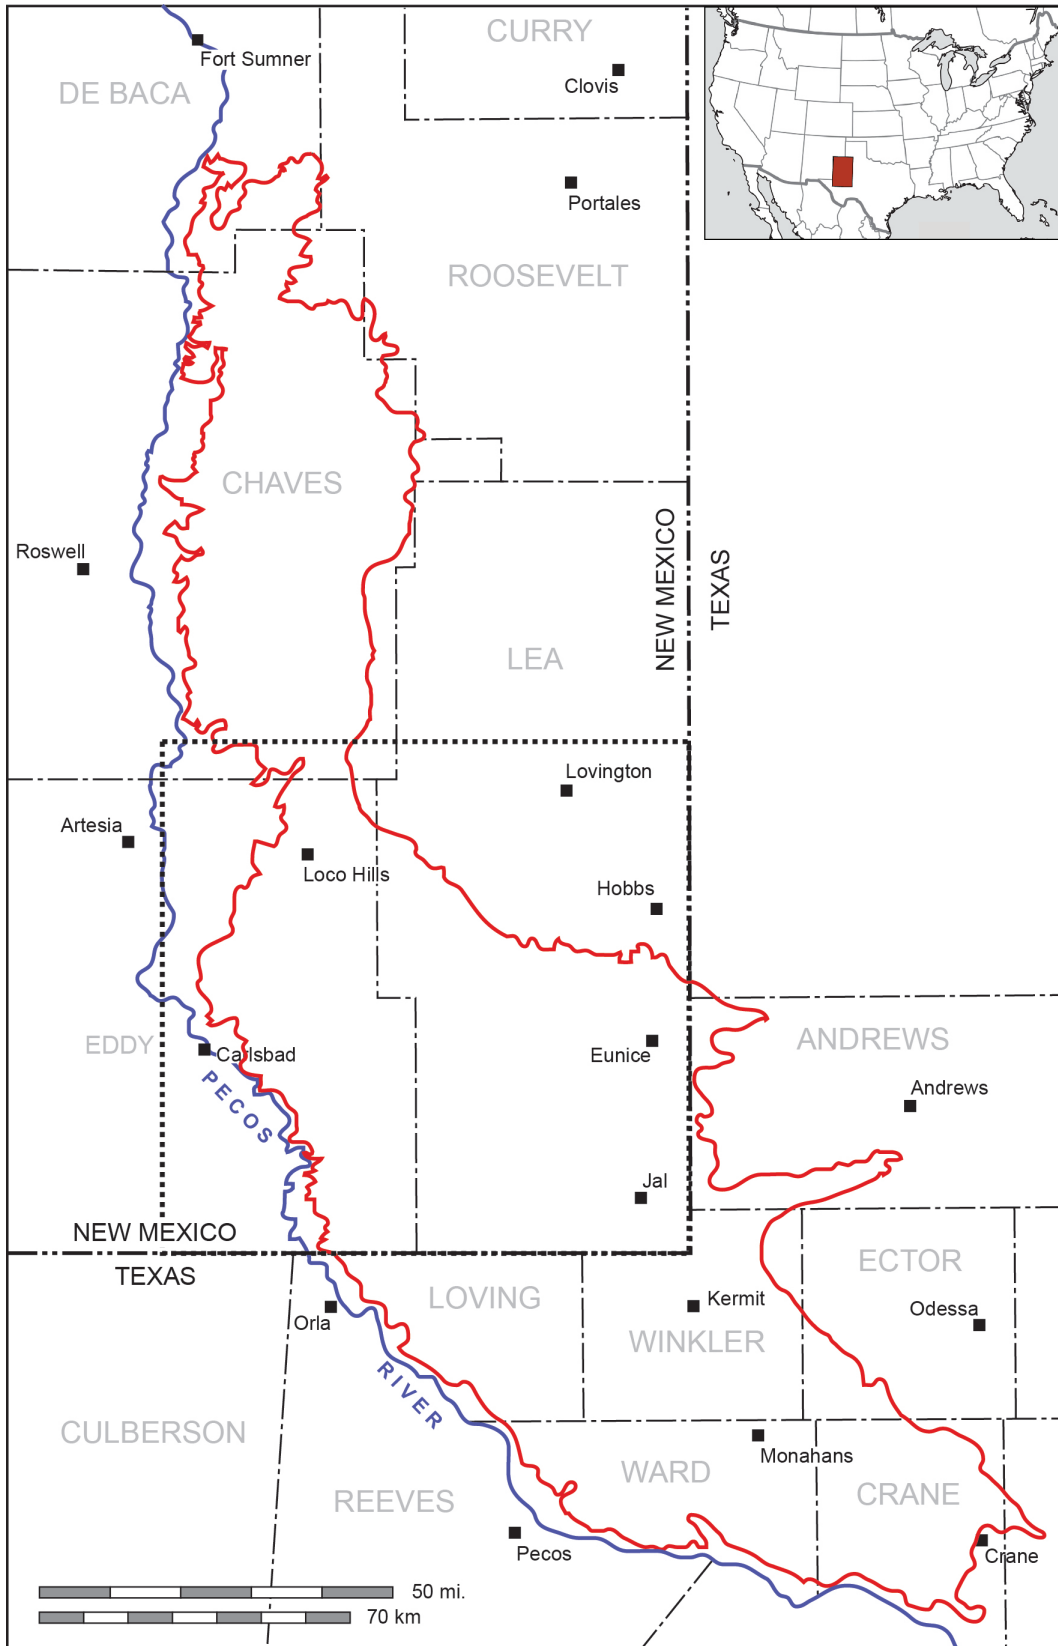 CURRY
Fort Sumner
Clovis
DE BACA
Portales
ROOSEVELT
CHAVES
Roswell
NEW MEXICO
TEXAS
LEA
Lovington
Artesia
Loco Hills
Hobbs
EDDY
Carlsbad
Eunice
ANDREWS
Andrews
PECOS
Jal
NEW MEXICO
TEXAS
ECTOR
LOVING
Kermit
Odessa
Orla
WINKLER
RIVER
CULBERSON
Monahans
WARD
REEVES
CRANE
Pecos
Crane
50 mi.
70 km